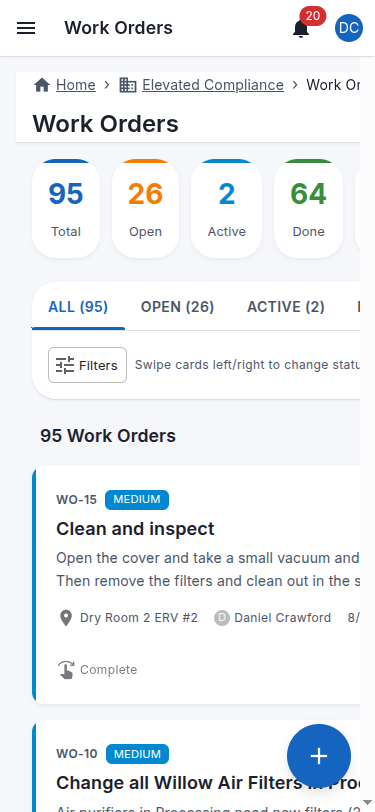 Work Orders
20
DC
Home › Elevated Compliance › Work Or
Work Orders
95 26 2 64
Total Open Active Done
ALL (95) OPEN (26) ACTIVE (2)
Filters Swipe cards left/right to change statu
95 Work Orders
WO-15 MEDIUM
Clean and inspect
Open the cover and take a small vacuum and
Then remove the filters and clean out in the s
Dry Room 2 ERV #2 D Daniel Crawford 8/
Complete
WO-10 MEDIUM
Change all Willow Air Filters in Proc
Air purifiers in Processing need new filters (2